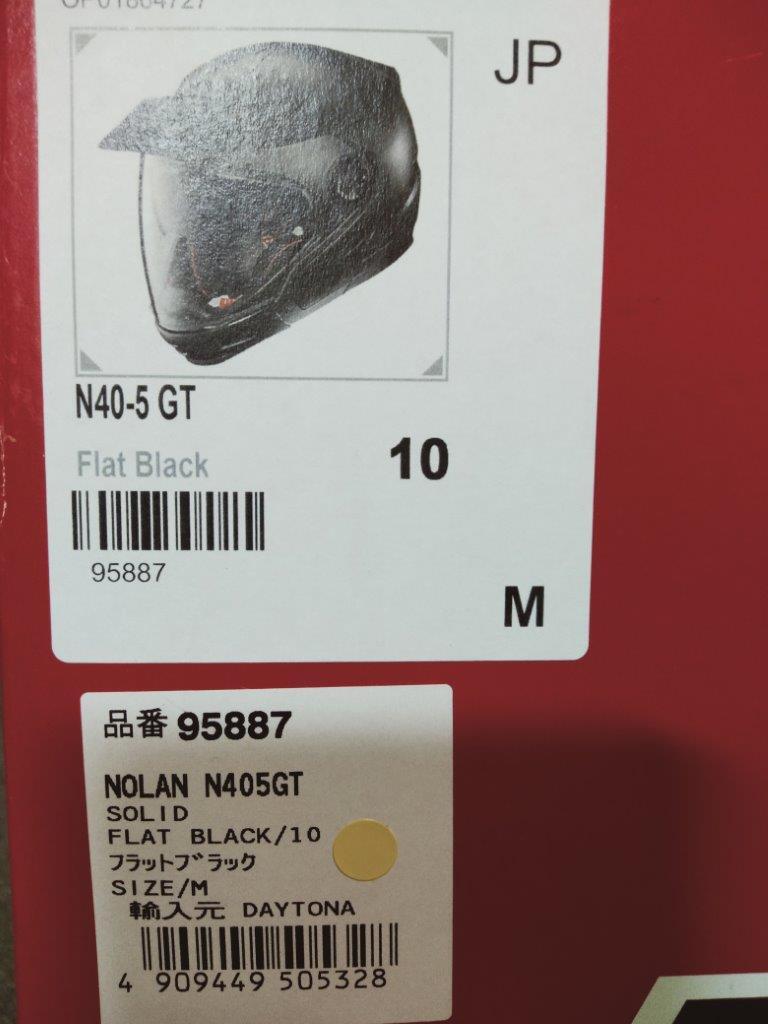 JP
N40-5 GT
Flat Black
10
95887
M
品番 95887
NOLAN N405GT
SOLID
FLAT BLACK/10
フラットブラック
SIZE/M
輸入元 DAYTONA
4 909449 505328